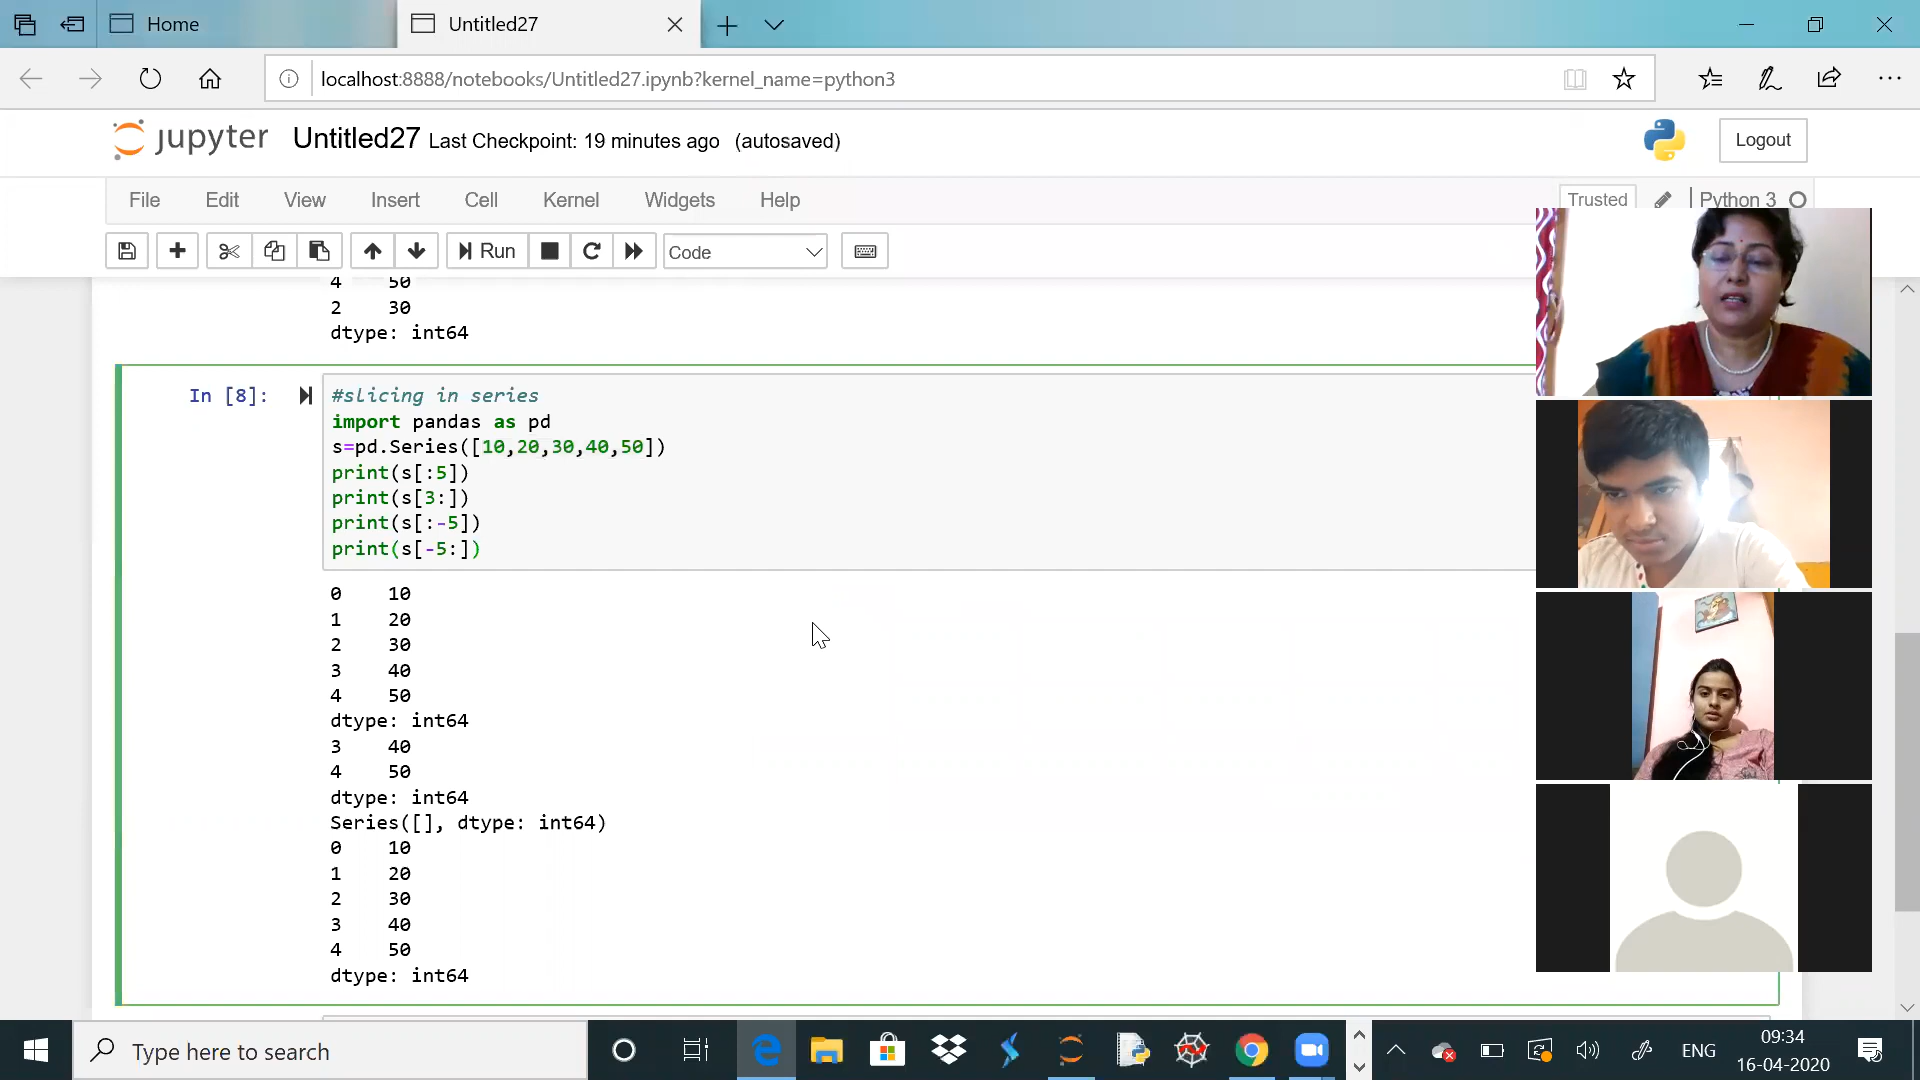 Home
Untitled27
localhost:8888/notebooks/Untitled27.ipynb?kernel_name=python3
jupyter Untitled27 Last Checkpoint: 19 minutes ago (autosaved)
Logout
File Edit View Insert Cell Kernel Widgets Help
Trusted Python 3
Run
Code
4 50
2 30
dtype: int64
In [8]:
#slicing in series
import pandas as pd
s=pd.Series([10,20,30,40,50])
print(s[:5])
print(s[3:])
print(s[:-5])
print(s[-5:])
0 10
1 20
2 30
3 40
4 50
dtype: int64
3 40
4 50
dtype: int64
Series([], dtype: int64)
0 10
1 20
2 30
3 40
4 50
dtype: int64
Type here to search
ENG
09:34
16-04-2020